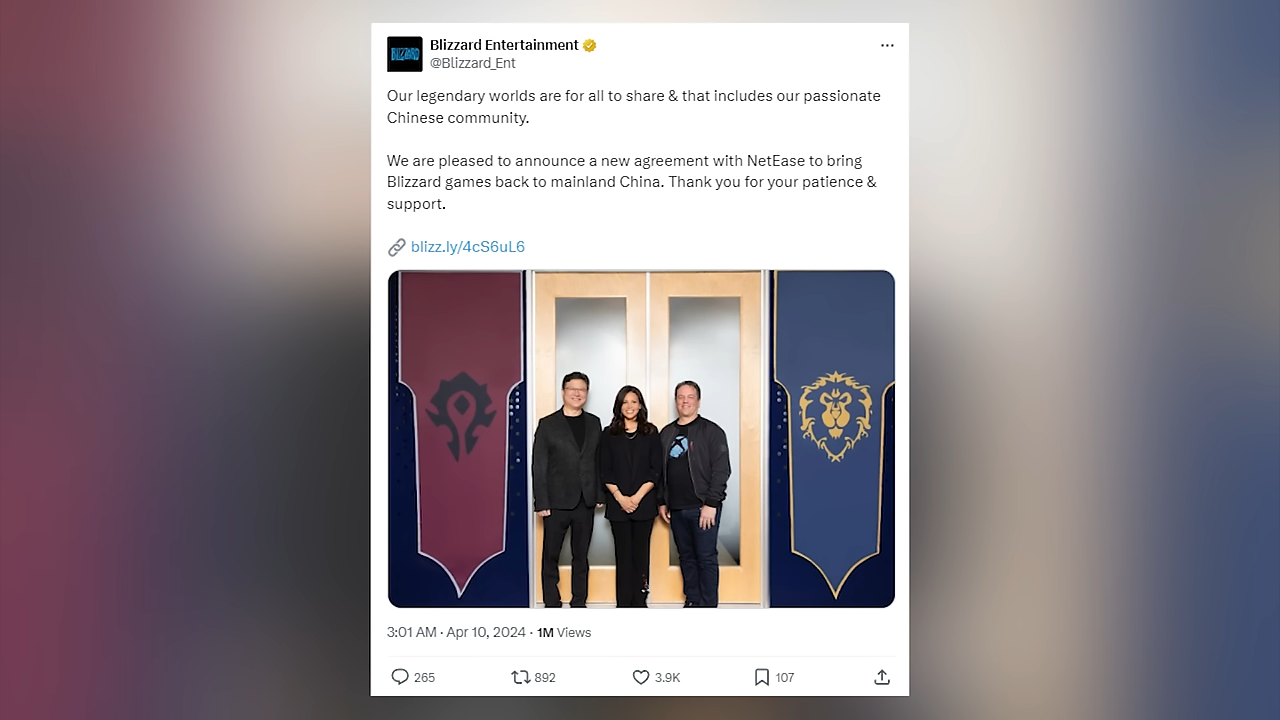 Blizzard Entertainment
@Blizzard_Ent
BLIZZARD
Our legendary worlds are for all to share & that includes our passionate
Chinese community.
We are pleased to announce a new agreement with NetEase to bring
Blizzard games back to mainland China. Thank you for your patience &
support.
blizz.ly/4cS6uL6
3:01 AM · Apr 10, 2024 · 1M Views
265 892 3.9K 107